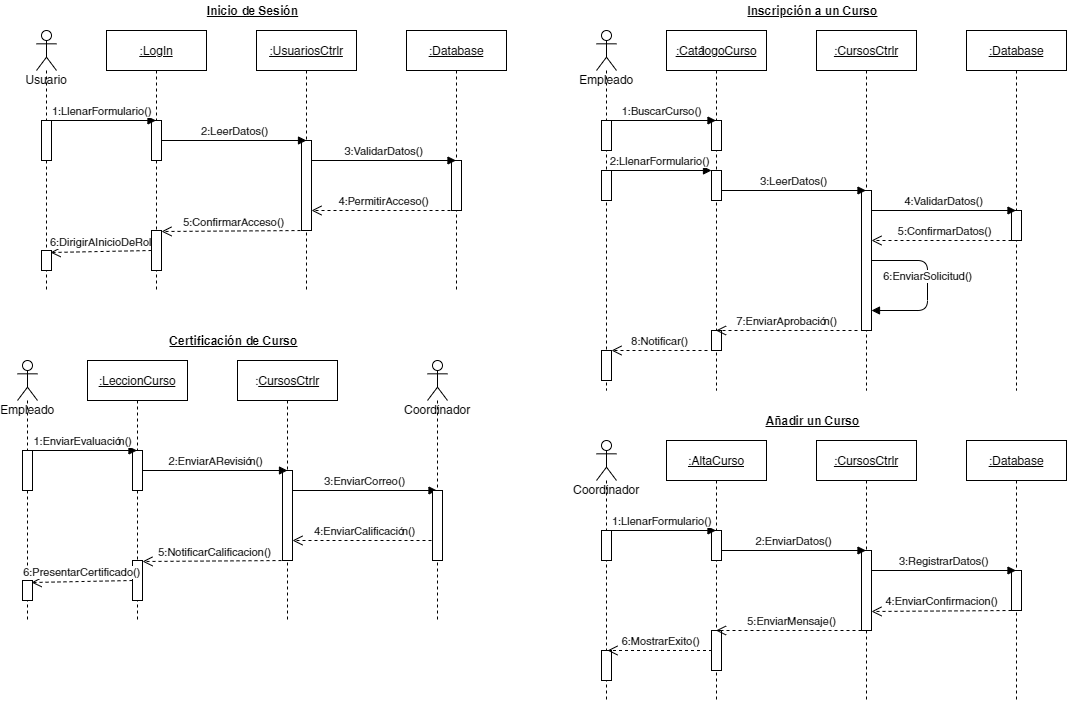 Inicio de Sesión
:LogIn
:UsuariosCtrlr
:Database
Usuario
1:LlenarFormulario()
2:LeerDatos()
3:ValidarDatos()
4:PermitirAcceso()
5:ConfirmarAcceso()
6:DirigirAInicioDeRol
Inscripción a un Curso
:CatálogoCurso
:CursosCtrlr
:Database
Empleado
1:BuscarCurso()
2:LlenarFormulario()
3:LeerDatos()
4:ValidarDatos()
5:ConfirmarDatos()
6:EnviarSolicitud()
7:EnviarAprobación()
8:Notificar()
Certificación de Curso
:LeccionCurso
:CursosCtrlr
Empleado
Coordinador
1:EnviarEvaluación()
2:EnviarARevisión()
3:EnviarCorreo()
4:EnviarCalificación()
5:NotificarCalificacion()
6:PresentarCertificado()
Añadir un Curso
:AltaCurso
:CursosCtrlr
:Database
Coordinador
1:LlenarFormulario()
2:EnviarDatos()
3:RegistrarDatos()
4:EnviarConfirmacion()
5:EnviarMensaje()
6:MostrarExito()